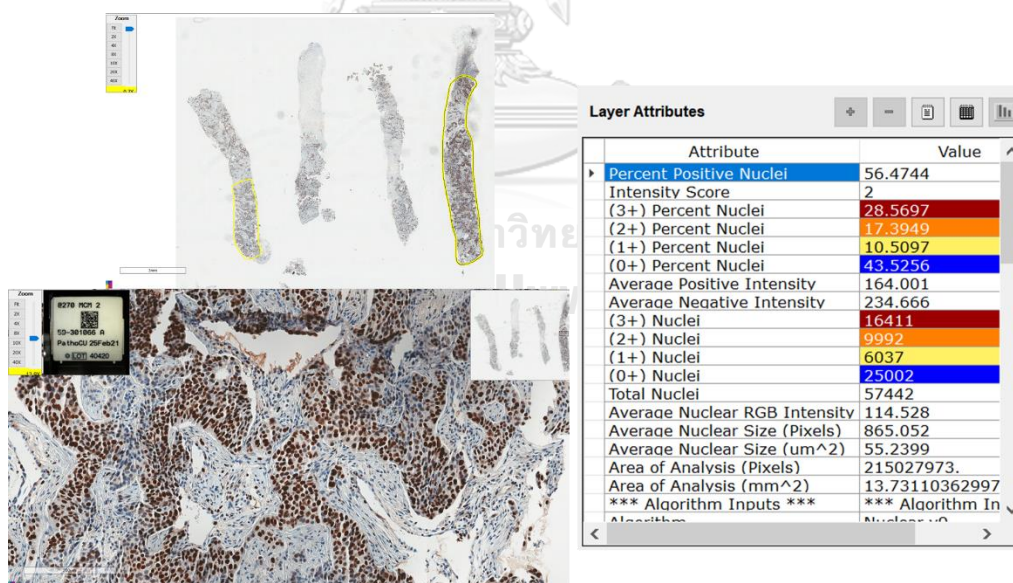 Zoom
Layer Attributes
Attribute Value
Percent Positive Nuclei 56.4744
Intensity Score 2
(3+) Percent Nuclei 28.5697
(2+) Percent Nuclei 17.3949
(1+) Percent Nuclei 10.5097
(0+) Percent Nuclei 43.5256
Average Positive Intensity 164.001
Average Negative Intensity 234.666
(3+) Nuclei 16411
(2+) Nuclei 9992
(1+) Nuclei 6037
(0+) Nuclei 25002
Total Nuclei 57442
Average Nuclear RGB Intensity 114.528
Average Nuclear Size (Pixels) 865.052
Average Nuclear Size (um^2) 55.2399
Area of Analysis (Pixels) 215027973.
Area of Analysis (mm^2) 13.73110362997
*** Algorithm Inputs *** *** Algorithm In
Algorithm Nuclear v9
Zoom
0270 MCM 2
S9-301066 A
PathoCU 25Feb21
LOT 40420